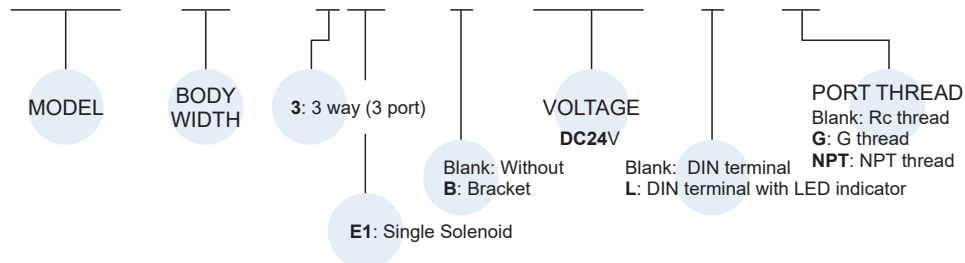 MODEL
BODY
WIDTH
3: 3 way (3 port)
E1: Single Solenoid
Blank: Without
B: Bracket
VOLTAGE
DC24V
Blank: DIN terminal
L: DIN terminal with LED indicator
PORT THREAD
Blank: Rc thread
G: G thread
NPT: NPT thread